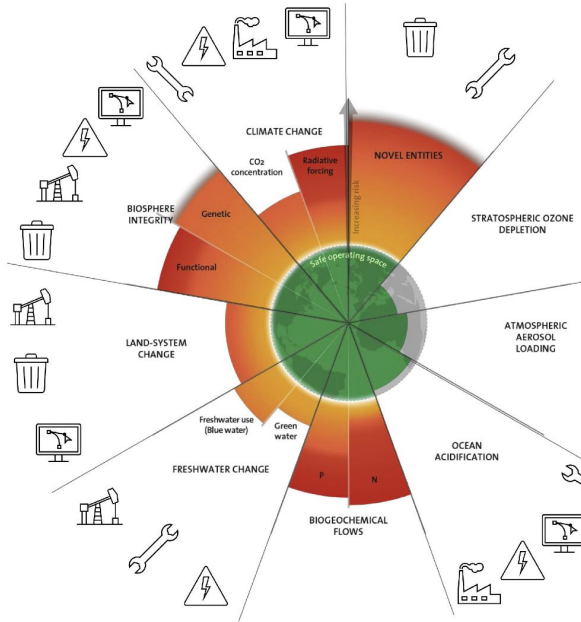 CLIMATE CHANGE
CO2
concentration
Radiative
forcing
NOVEL ENTITIES
Increasing risk
STRATOSPHERIC OZONE
DEPLETION
BIOSPHERE
INTEGRITY
Genetic
Functional
Safe operating space
ATMOSPHERIC
AEROSOL
LOADING
LAND-SYSTEM
CHANGE
Freshwater use
(Blue water)
Green
water
FRESHWATER CHANGE
OCEAN
ACIDIFICATION
P
N
BIOGEOCHEMICAL
FLOWS